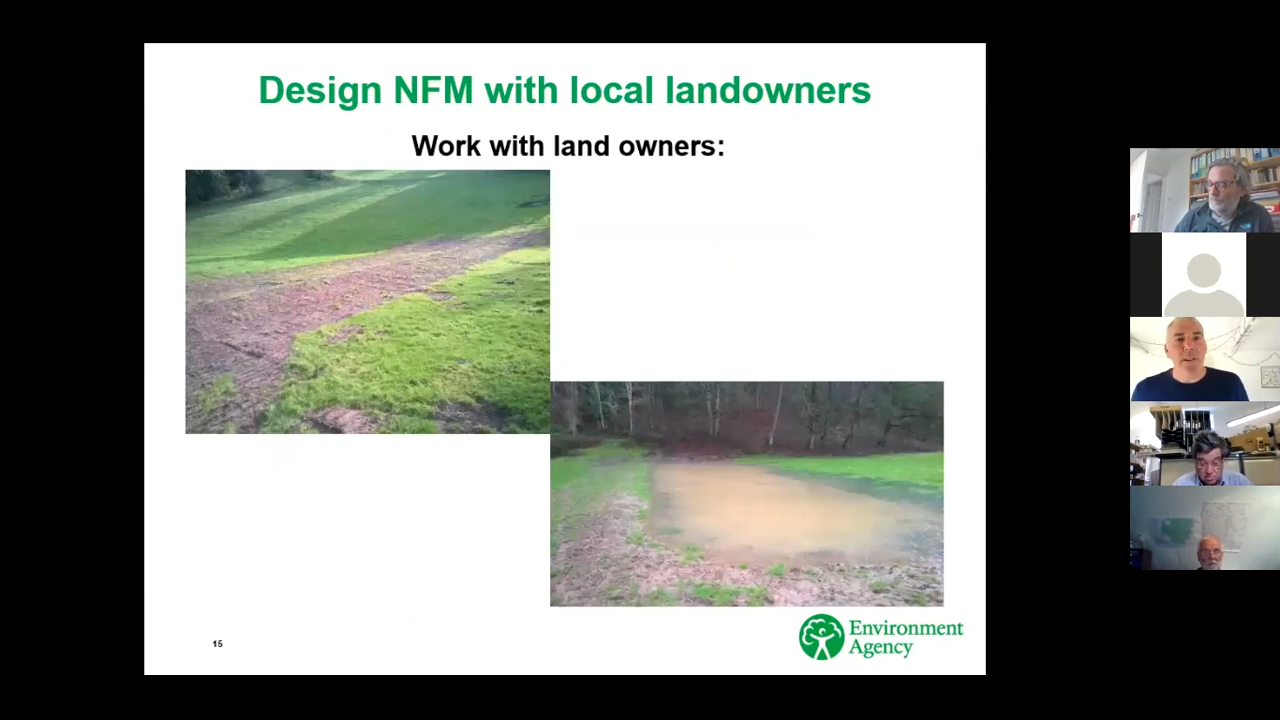 Design NFM with local landowners
Work with land owners:
15
Environment
Agency